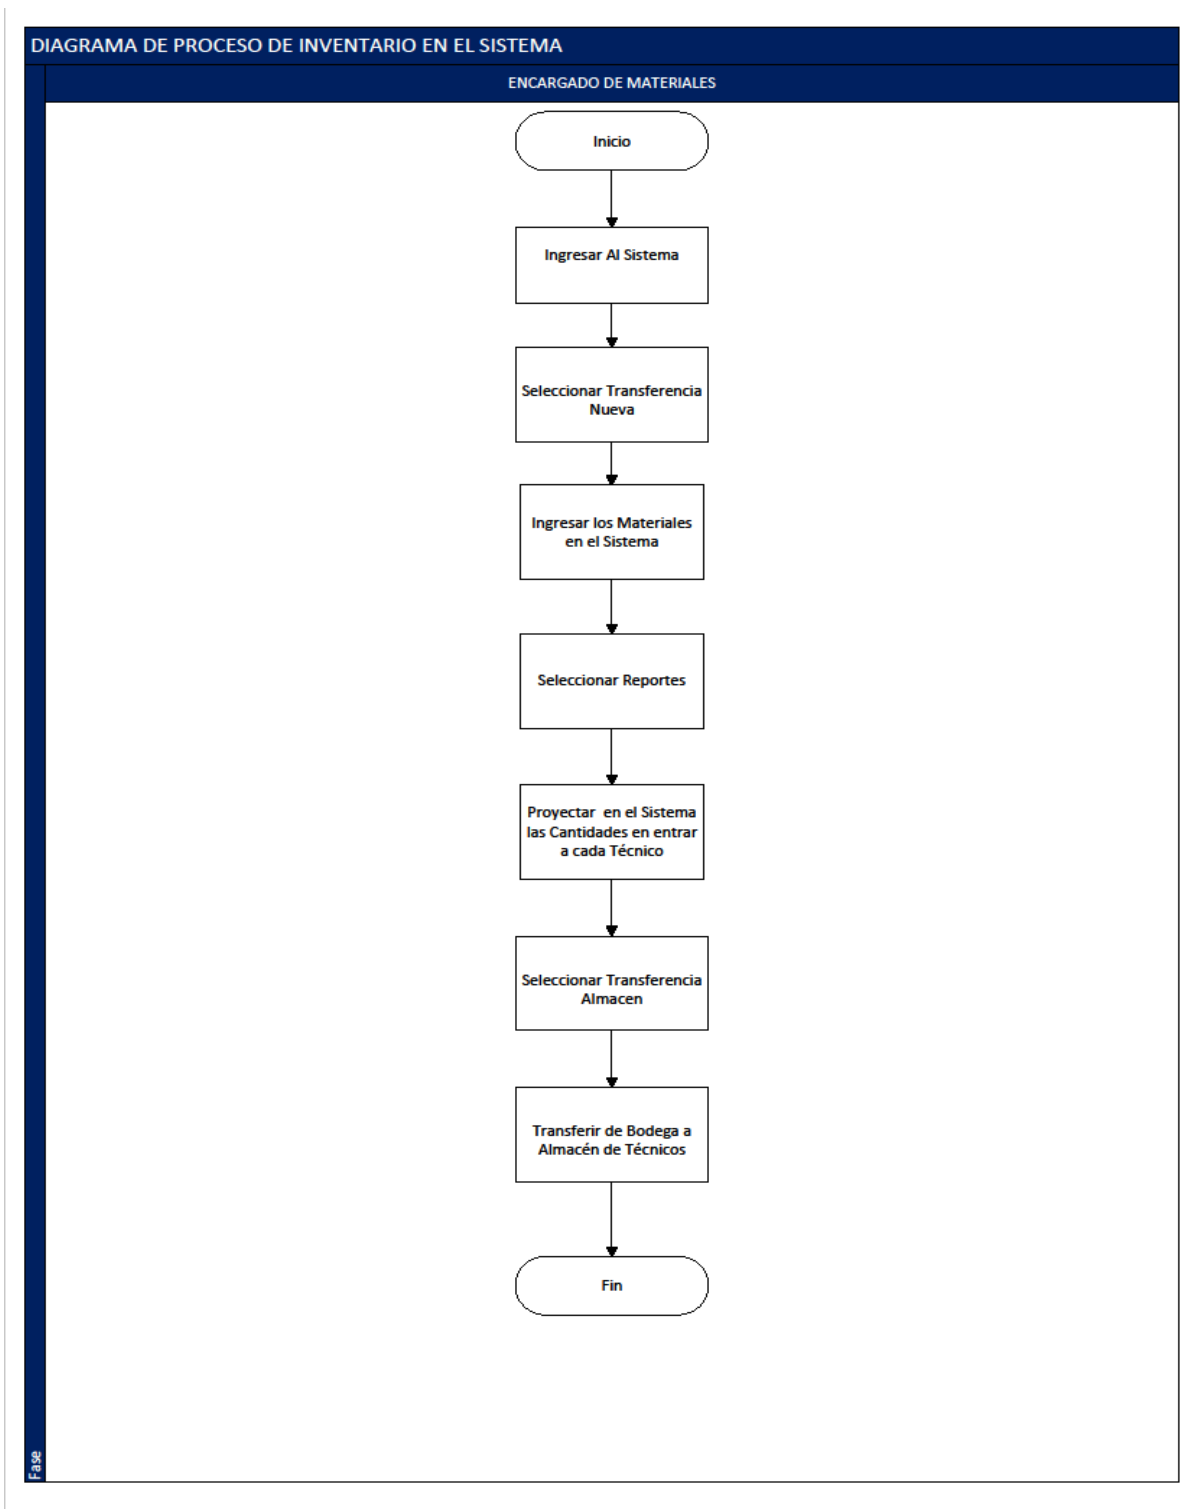 DIAGRAMA DE PROCESO DE INVENTARIO EN EL SISTEMA
ENCARGADO DE MATERIALES
Inicio
Ingresar Al Sistema
Seleccionar Transferencia
Nueva
Ingresar los Materiales
en el Sistema
Seleccionar Reportes
Proyectar en el Sistema
las Cantidades en entrar
a cada Técnico
Seleccionar Transferencia
Almacen
Transferir de Bodega a
Almacén de Técnicos
Fin
Fase